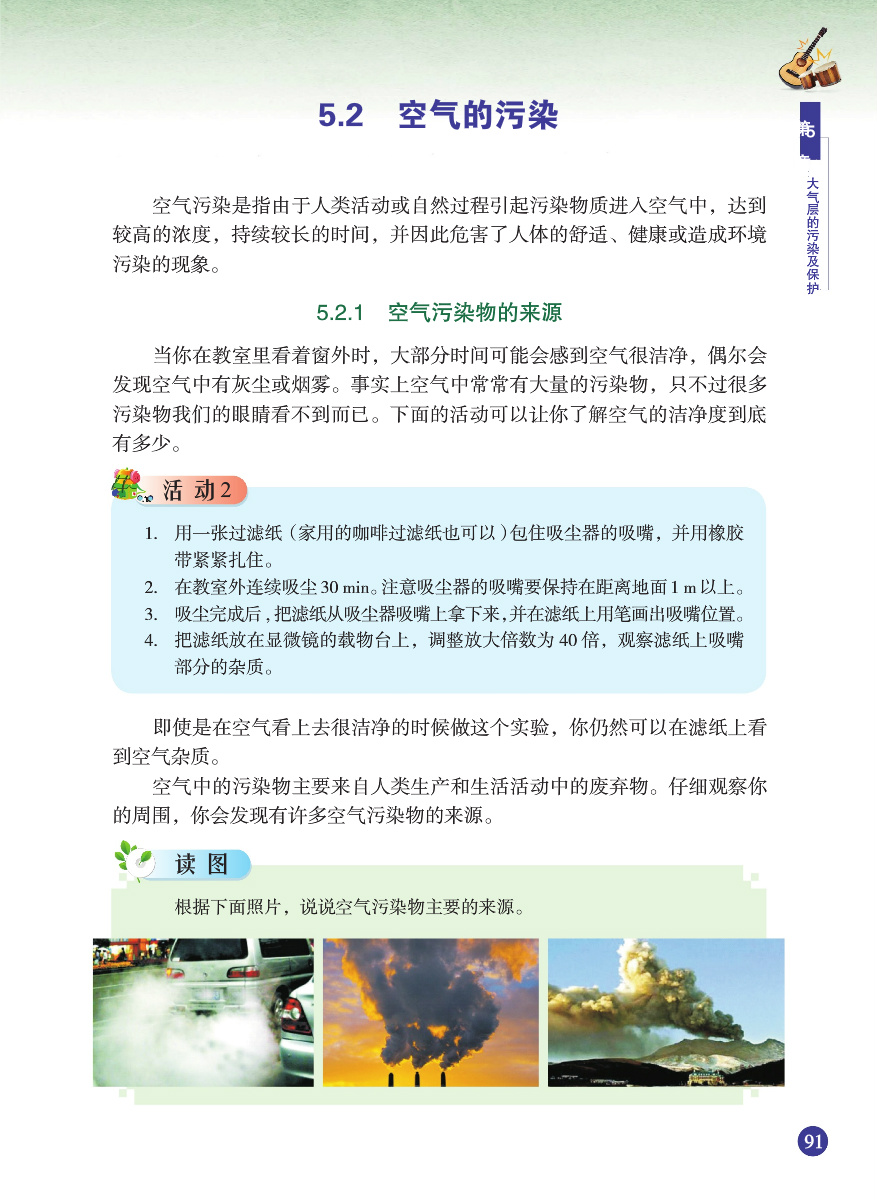 5.2 空气的污染
第5
大气层的污染及保护
空气污染是指由于人类活动或自然过程引起污染物质进入空气中，达到
较高的浓度，持续较长的时间，并因此危害了人体的舒适、健康或造成环境
污染的现象。
5.2.1 空气污染物的来源
当你在教室里看着窗外时，大部分时间可能会感到空气很洁净，偶尔会
发现空气中有灰尘或烟雾。事实上空气中常常有大量的污染物，只不过很多
污染物我们的眼睛看不到而已。下面的活动可以让你了解空气的洁净度到底
有多少。
活动2
1. 用一张过滤纸（家用的咖啡过滤纸也可以）包住吸尘器的吸嘴，并用橡胶
带紧紧扎住。
2. 在教室外连续吸尘30 min。注意吸尘器的吸嘴要保持在距离地面1 m以上。
3. 吸尘完成后，把滤纸从吸尘器吸嘴上拿下来，并在滤纸上用笔画出吸嘴位置。
4. 把滤纸放在显微镜的载物台上，调整放大倍数为 40 倍，观察滤纸上吸嘴
部分的杂质。
即使是在空气看上去很洁净的时候做这个实验，你仍然可以在滤纸上看
到空气杂质。
空气中的污染物主要来自人类生产和生活活动中的废弃物。仔细观察你
的周围，你会发现有许多空气污染物的来源。
读图
根据下面照片，说说空气污染物主要的来源。
91